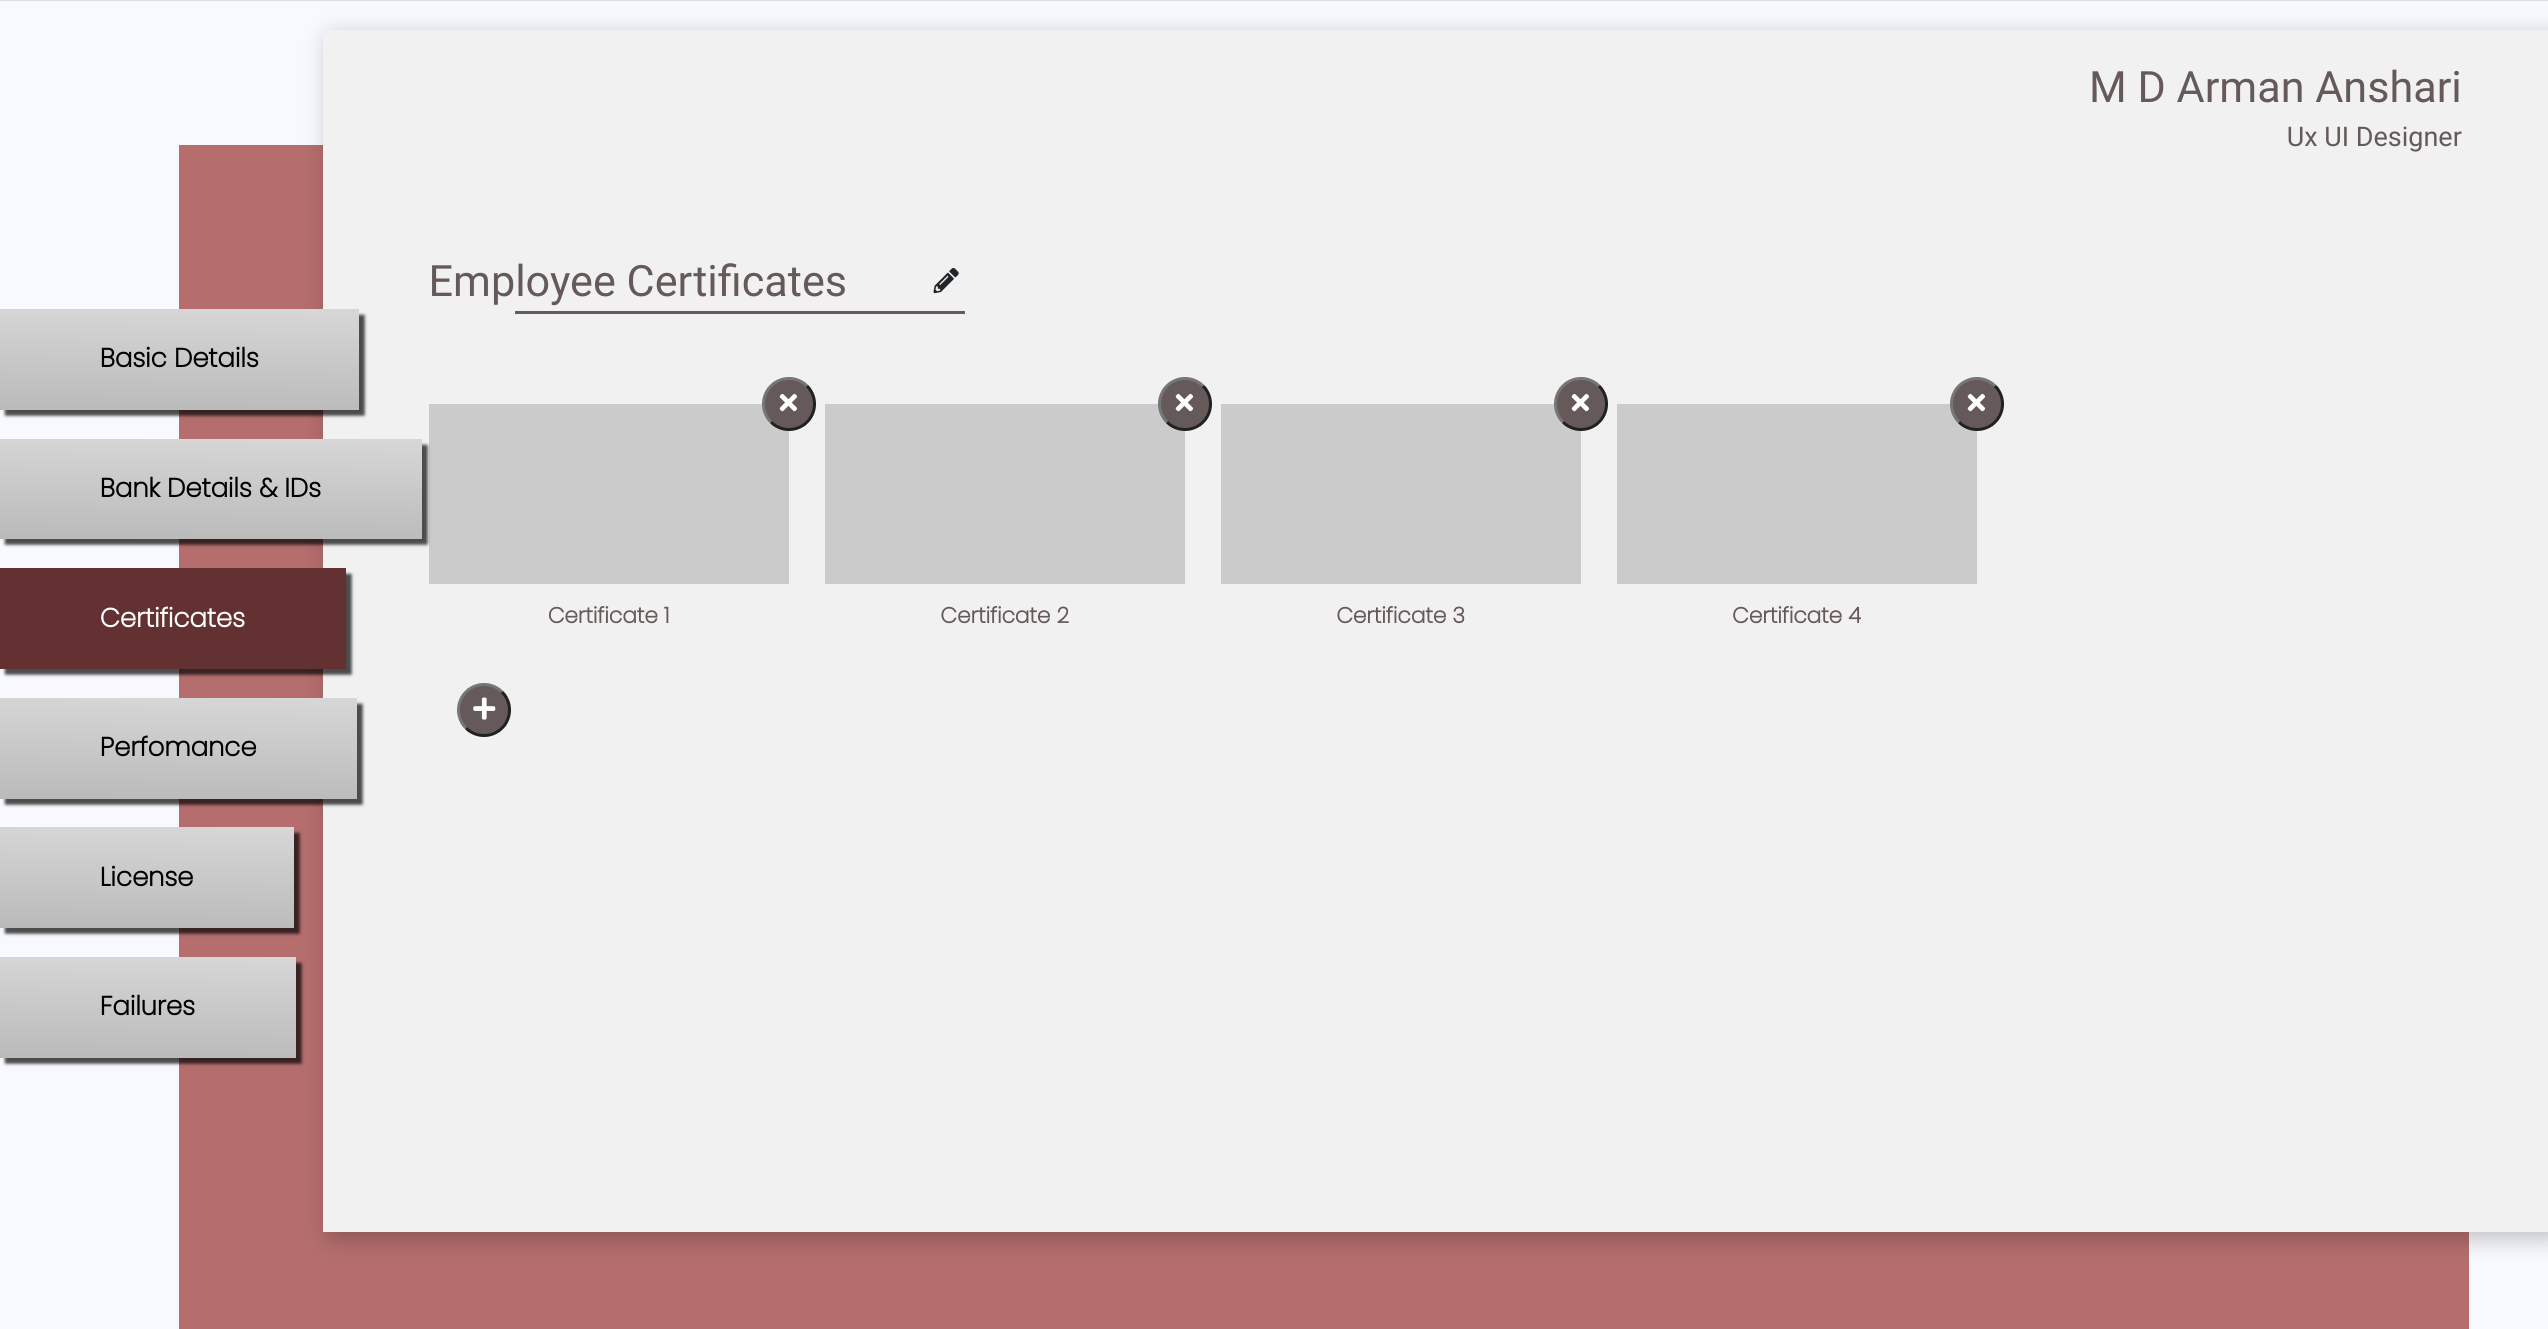 M D Arman Anshari
Ux UI Designer
Employee Certificates
Basic Details
Bank Details & IDs
Certificates
Perfomance
License
Failures
Certificate 1
Certificate 2
Certificate 3
Certificate 4